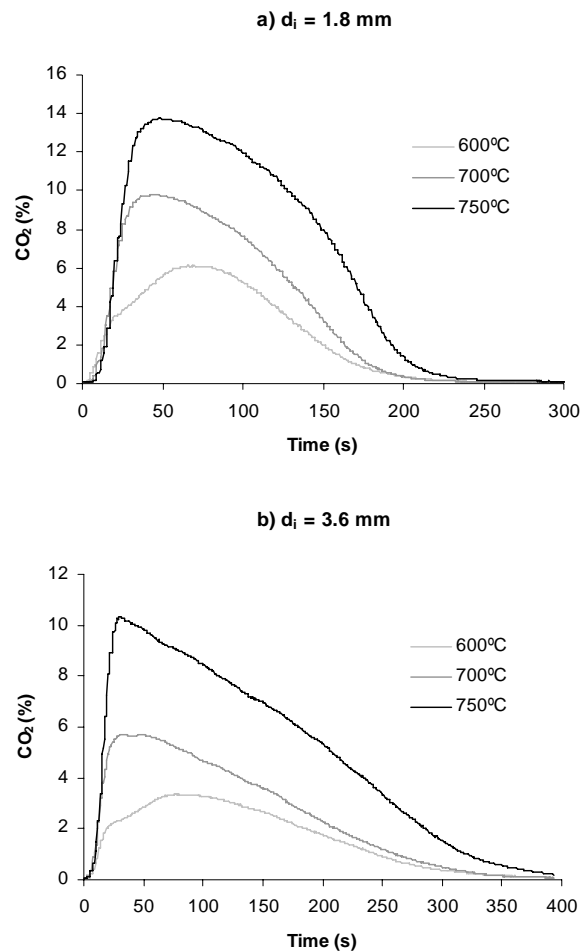 a) di = 1.8 mm
16
14
12
10
8
6
4
2
0
CO2 (%)
600ºC
700ºC
750ºC
0 50 100 150 200 250 300
Time (s)
b) di = 3.6 mm
12
10
8
6
4
2
0
CO2 (%)
600ºC
700ºC
750ºC
0 50 100 150 200 250 300 350 400
Time (s)